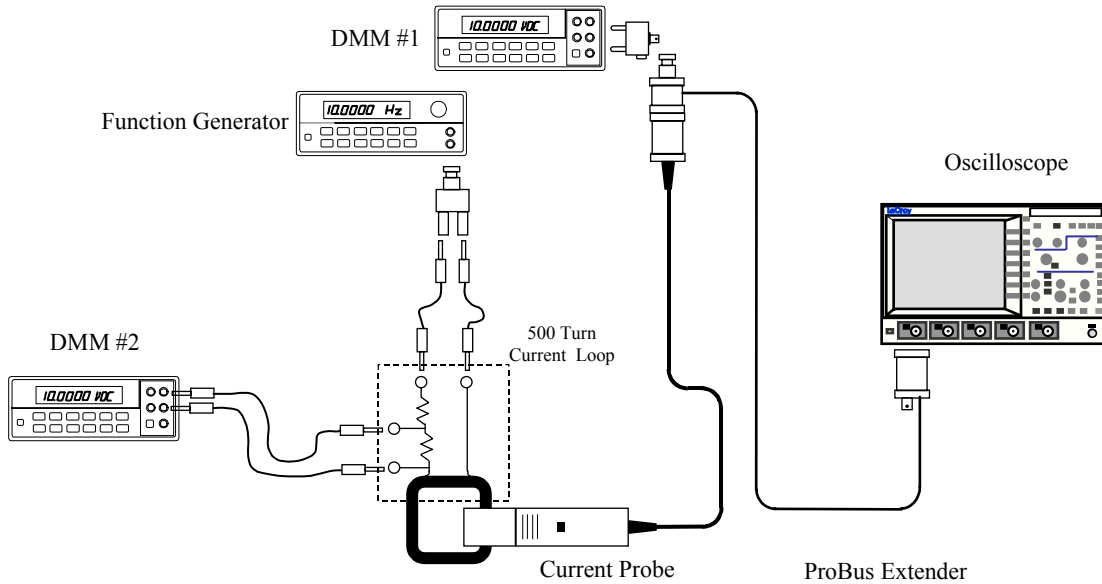 10.0000 VDC
DMM #1
10.0000 Hz
Function Generator
Oscilloscope
LeCroy
500 Turn
Current Loop
DMM #2
10.0000 VDC
Current Probe
ProBus Extender